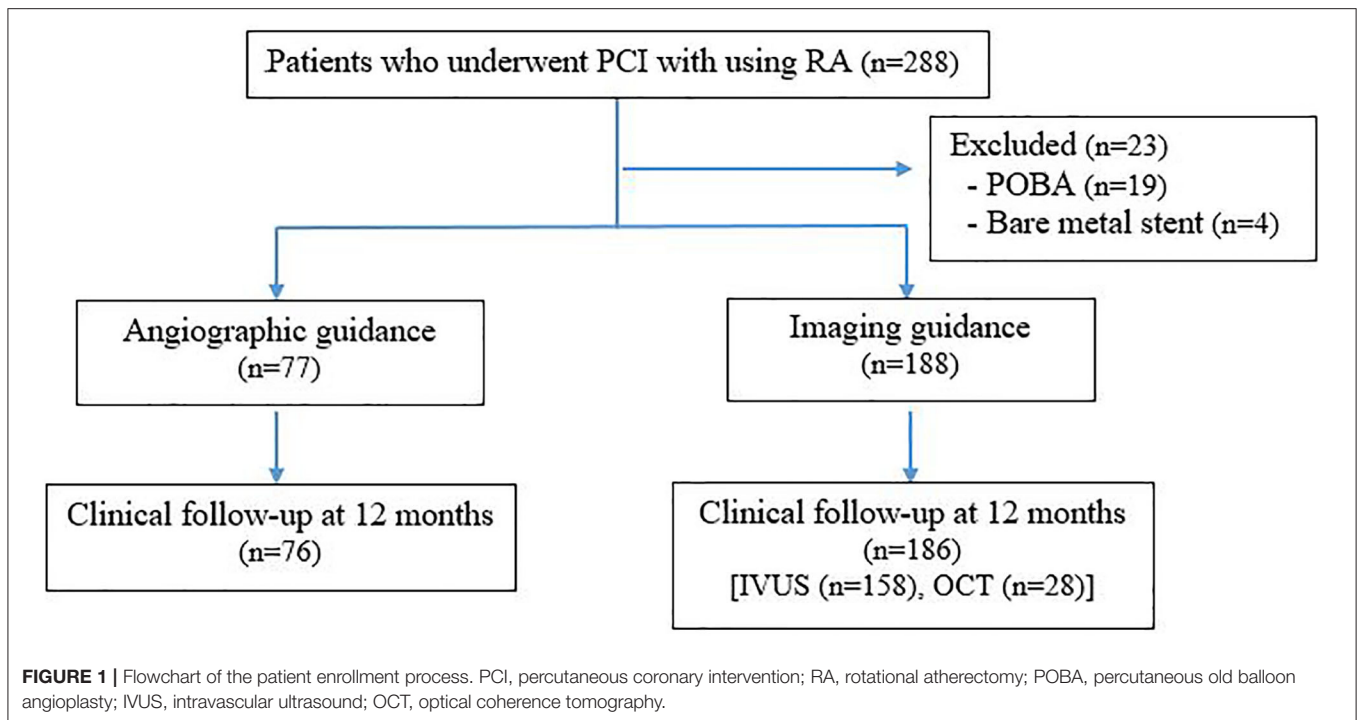 Patients who underwent PCI with using RA (n=288)
Excluded (n=23)
- POBA (n=19)
- Bare metal stent (n=4)
Angiographic guidance
(n=77)
Imaging guidance
(n=188)
Clinical follow-up at 12 months
(n=76)
Clinical follow-up at 12 months
(n=186)
[IVUS (n=158), OCT (n=28)]
FIGURE 1 | Flowchart of the patient enrollment process. PCI, percutaneous coronary intervention; RA, rotational atherectomy; POBA, percutaneous old balloon
angioplasty; IVUS, intravascular ultrasound; OCT, optical coherence tomography.